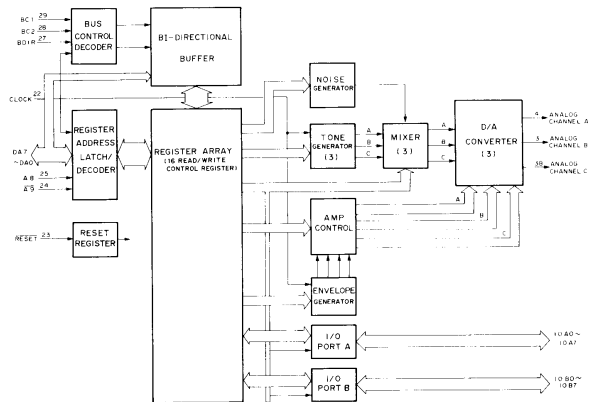 BC1 29
BC2 28
BDIR 27
BUS
CONTROL
DECODER
BI-DIRECTIONAL
BUFFER
CLOCK 22
NOISE
GENERATOR
REGISTER
ADDRESS
LATCH/
DECODER
DA7
~DA0
A8 25
A9 24
REGISTER ARRAY
(16 READ/WRITE
CONTROL REGISTER)
TONE
GENERATOR
(3)
A
B
C
MIXER
(3)
A
B
C
D/A
CONVERTER
(3)
4 ANALOG
CHANNEL A
3 ANALOG
CHANNEL B
38 ANALOG
CHANNEL C
RESET 23
RESET
REGISTER
AMP
CONTROL
A
B
C
ENVELOPE
GENERATOR
I/O
PORT A
IOA0~
IOA7
I/O
PORT B
IOB0~
IOB7